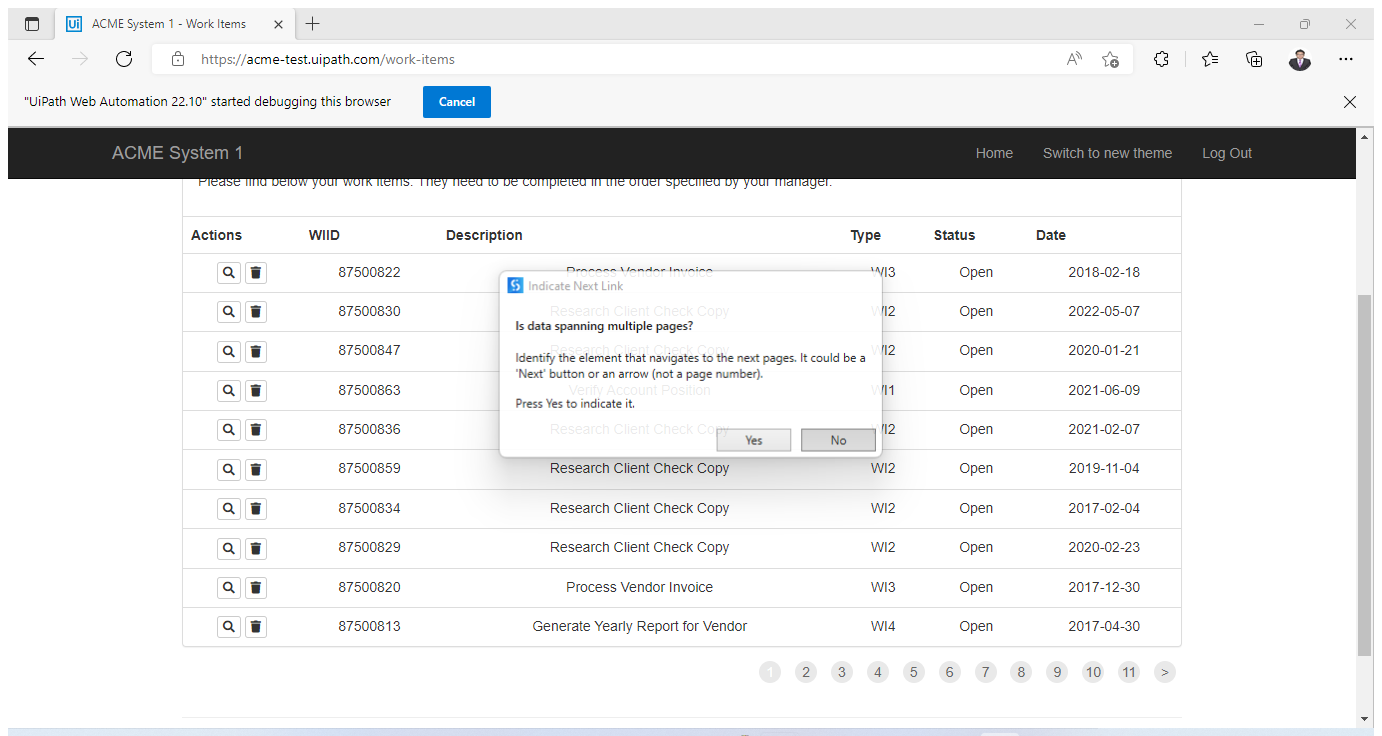 ACME System 1 - Work Items
https://acme-test.uipath.com/work-items
"UiPath Web Automation 22.10" started debugging this browser Cancel
ACME System 1 Home Switch to new theme Log Out
Please find below your work items. They need to be completed in the order specified by your manager.
Actions WIID Description Type Status Date
87500822 Process Vendor Invoice WI3 Open 2018-02-18
87500830 Research Client Check Copy WI2 Open 2022-05-07
87500847 Research Client Check Copy WI2 Open 2020-01-21
87500863 Verify Account Position WI1 Open 2021-06-09
87500836 Research Client Check Copy WI2 Open 2021-02-07
87500859 Research Client Check Copy WI2 Open 2019-11-04
87500834 Research Client Check Copy WI2 Open 2017-02-04
87500829 Research Client Check Copy WI2 Open 2020-02-23
87500820 Process Vendor Invoice WI3 Open 2017-12-30
87500813 Generate Yearly Report for Vendor WI4 Open 2017-04-30
Indicate Next Link
Is data spanning multiple pages?
Identify the element that navigates to the next pages. It could be a
'Next' button or an arrow (not a page number).
Press Yes to indicate it.
Yes No
1 2 3 4 5 6 7 8 9 10 11 >